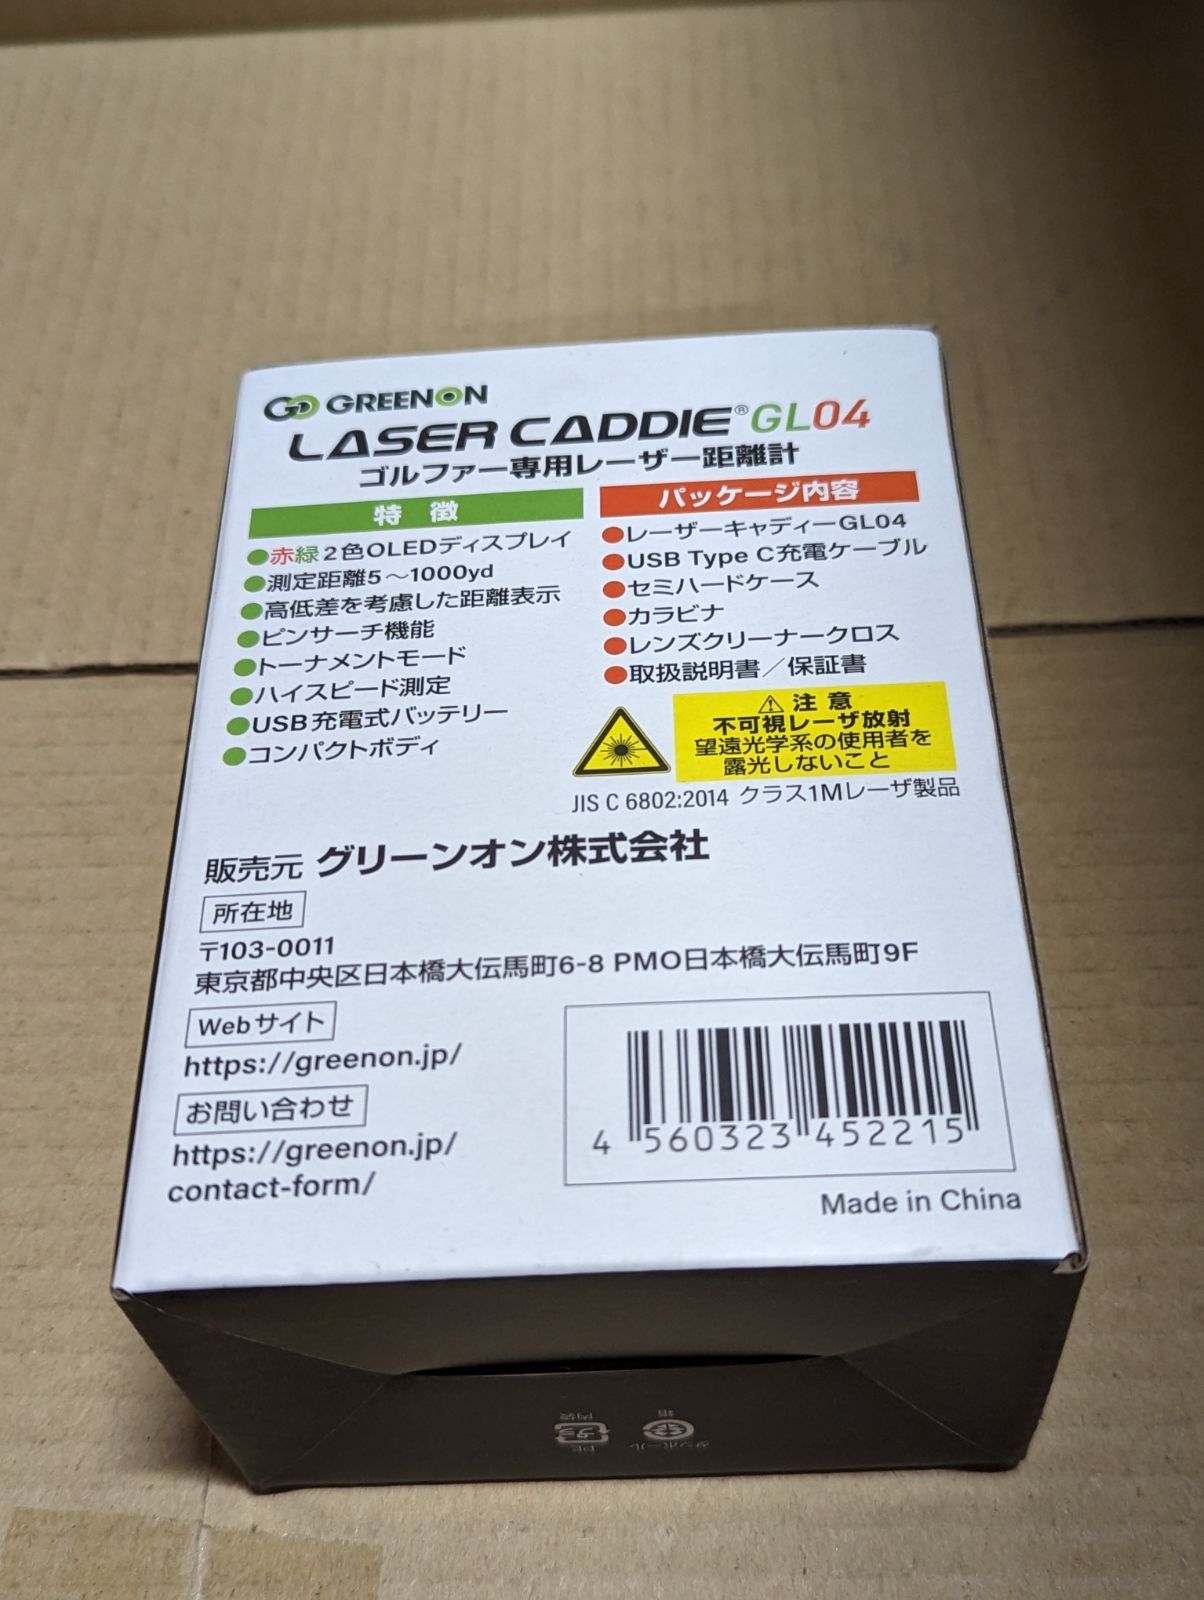 GREENON
LASER CADDIE® GL04
ゴルファー専用レーザー距離計
特 徴
●赤緑2色OLEDディスプレイ
●測定距離5〜1000yd
●高低差を考慮した距離表示
●ピンサーチ機能
●トーナメントモード
●ハイスピード測定
●USB充電式バッテリー
●コンパクトボディ
パッケージ内容
●レーザーキャディーGL04
●USB Type C充電ケーブル
●セミハードケース
●カラビナ
●レンズクリーナークロス
●取扱説明書／保証書
⚠ 注 意
不可視レーザ放射
望遠光学系の使用者を
露光しないこと
JIS C 6802:2014 クラス1Mレーザ製品
販売元 グリーンオン株式会社
所在地
〒103-0011
東京都中央区日本橋大伝馬町6-8 PMO日本橋大伝馬町9F
Webサイト
https://greenon.jp/
お問い合わせ
https://greenon.jp/
contact-form/
4 560323 452215
Made in China
ダンボール
箱
プラ
PE
内袋